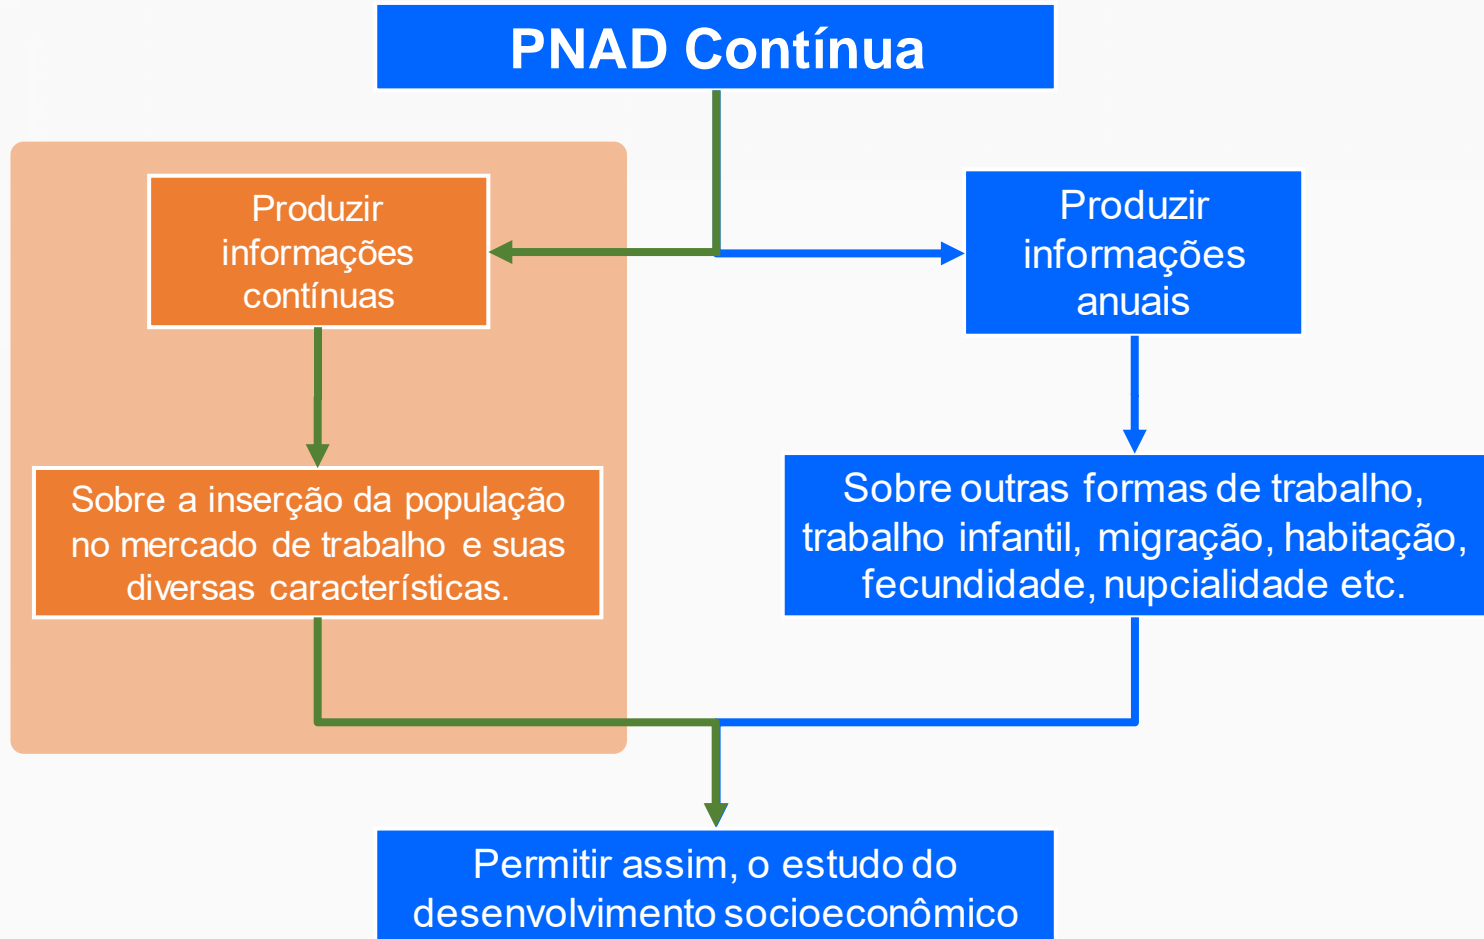 PNAD Contínua
Produzir
informações
contínuas
Produzir
informações
anuais
Sobre a inserção da população
no mercado de trabalho e suas
diversas características.
Sobre outras formas de trabalho,
trabalho infantil, migração, habitação,
fecundidade, nupcialidade etc.
Permitir assim, o estudo do
desenvolvimento socioeconômico